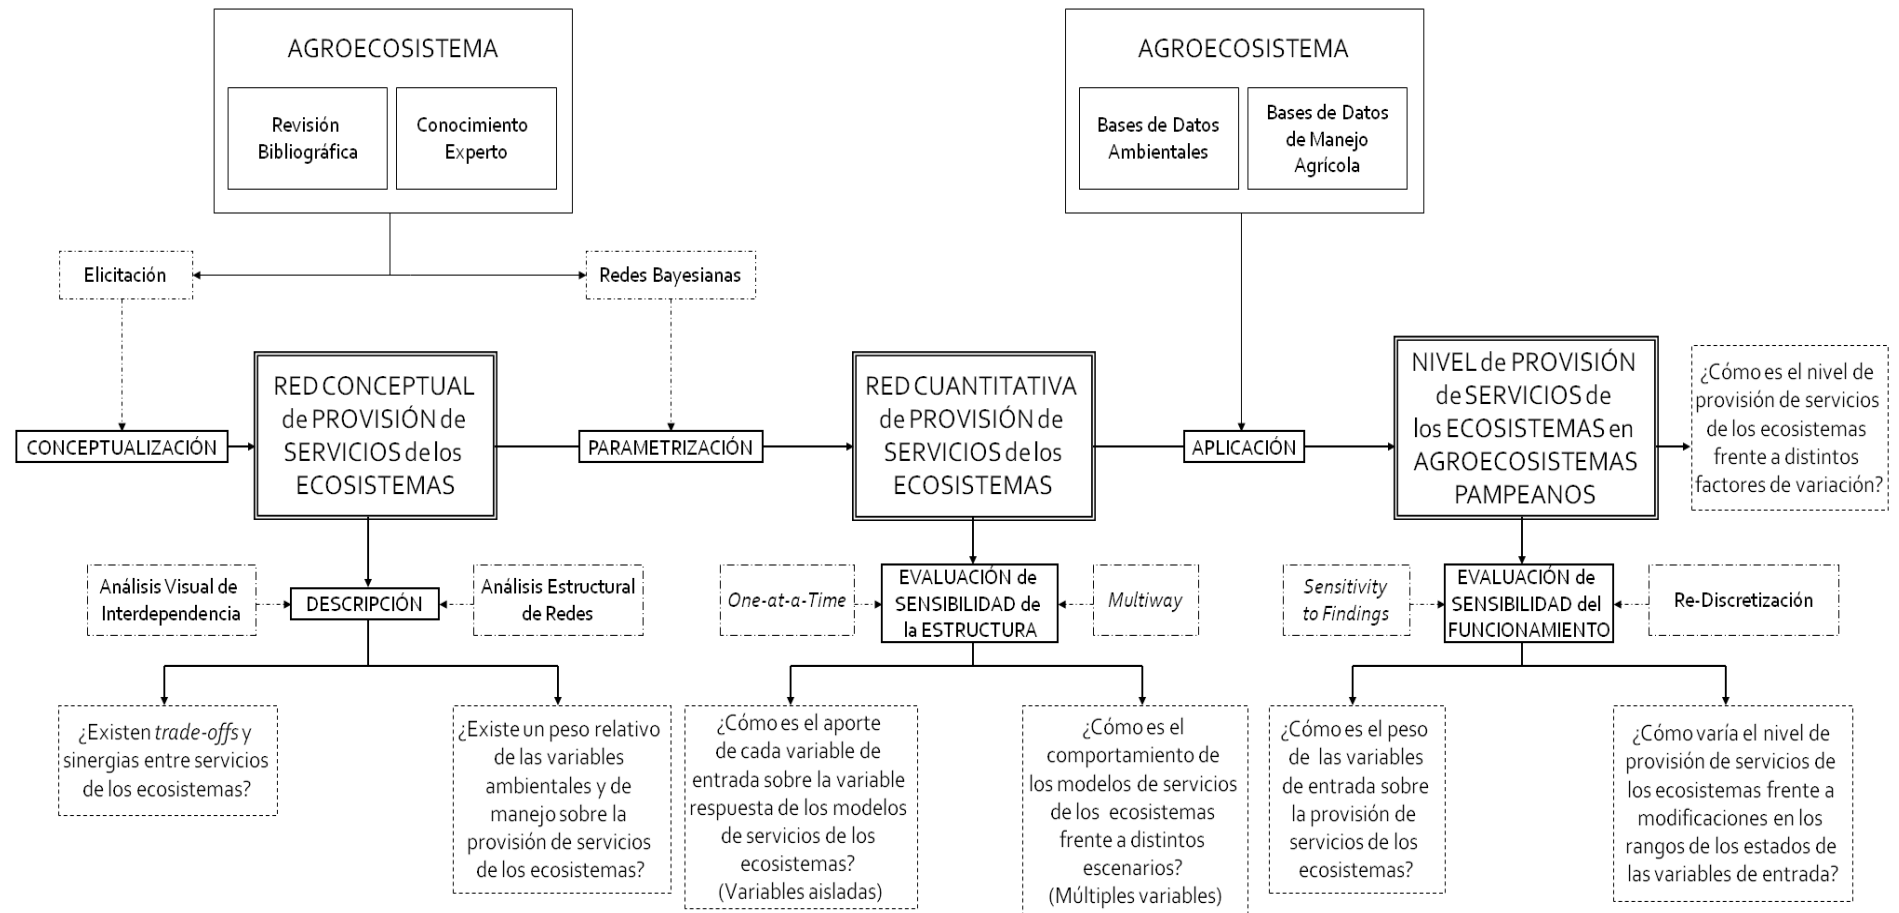 AGROECOSISTEMA
Revisión
Bibliográfica
Conocimiento
Experto
AGROECOSISTEMA
Bases de Datos
Ambientales
Bases de Datos
de Manejo
Agrícola
Elicitación
Redes Bayesianas
CONCEPTUALIZACIÓN
RED CONCEPTUAL
de PROVISIÓN de
SERVICIOS de los
ECOSISTEMAS
PARAMETRIZACIÓN
RED CUANTITATIVA
de PROVISIÓN de
SERVICIOS de los
ECOSISTEMAS
APLICACIÓN
NIVEL de PROVISIÓN
de SERVICIOS de
los ECOSISTEMAS en
AGROECOSISTEMAS
PAMPEANOS
¿Cómo es el nivel de
provisión de servicios
de los ecosistemas
frente a distintos
factores de variación?
Análisis Visual de
Interdependencia
DESCRIPCIÓN
Análisis Estructural
de Redes
One-at-a-Time
EVALUACIÓN de
SENSIBILIDAD de
la ESTRUCTURA
Multiway
Sensitivity
to Findings
EVALUACIÓN de
SENSIBILIDAD del
FUNCIONAMIENTO
Re-Discretización
¿Existen trade-offs y
sinergias entre servicios
de los ecosistemas?
¿Existe un peso relativo
de las variables
ambientales y de
manejo sobre la
provisión de servicios
de los ecosistemas?
¿Cómo es el aporte
de cada variable de
entrada sobre la variable
respuesta de los modelos
de servicios de los
ecosistemas?
(Variables aisladas)
¿Cómo es el
comportamiento de
los modelos de servicios
de los ecosistemas
frente a distintos
escenarios?
(Múltiples variables)
¿Cómo es el peso
de las variables
de entrada sobre
la provisión de
servicios de los
ecosistemas?
¿Cómo varía el nivel de
provisión de servicios de
los ecosistemas frente a
modificaciones en los
rangos de los estados de
las variables de entrada?